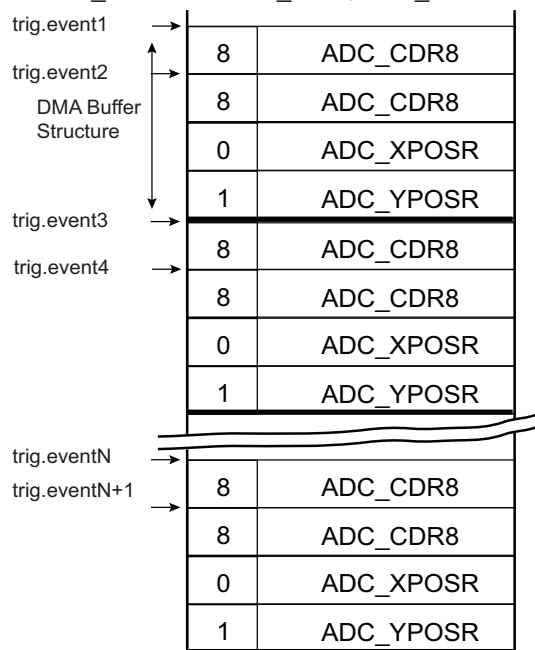 trig.event1
8 ADC_CDR8
trig.event2
8 ADC_CDR8
DMA Buffer
Structure
0 ADC_XPOSR
1 ADC_YPOSR
trig.event3
8 ADC_CDR8
trig.event4
8 ADC_CDR8
0 ADC_XPOSR
1 ADC_YPOSR
trig.eventN
8 ADC_CDR8
trig.eventN+1
8 ADC_CDR8
0 ADC_XPOSR
1 ADC_YPOSR